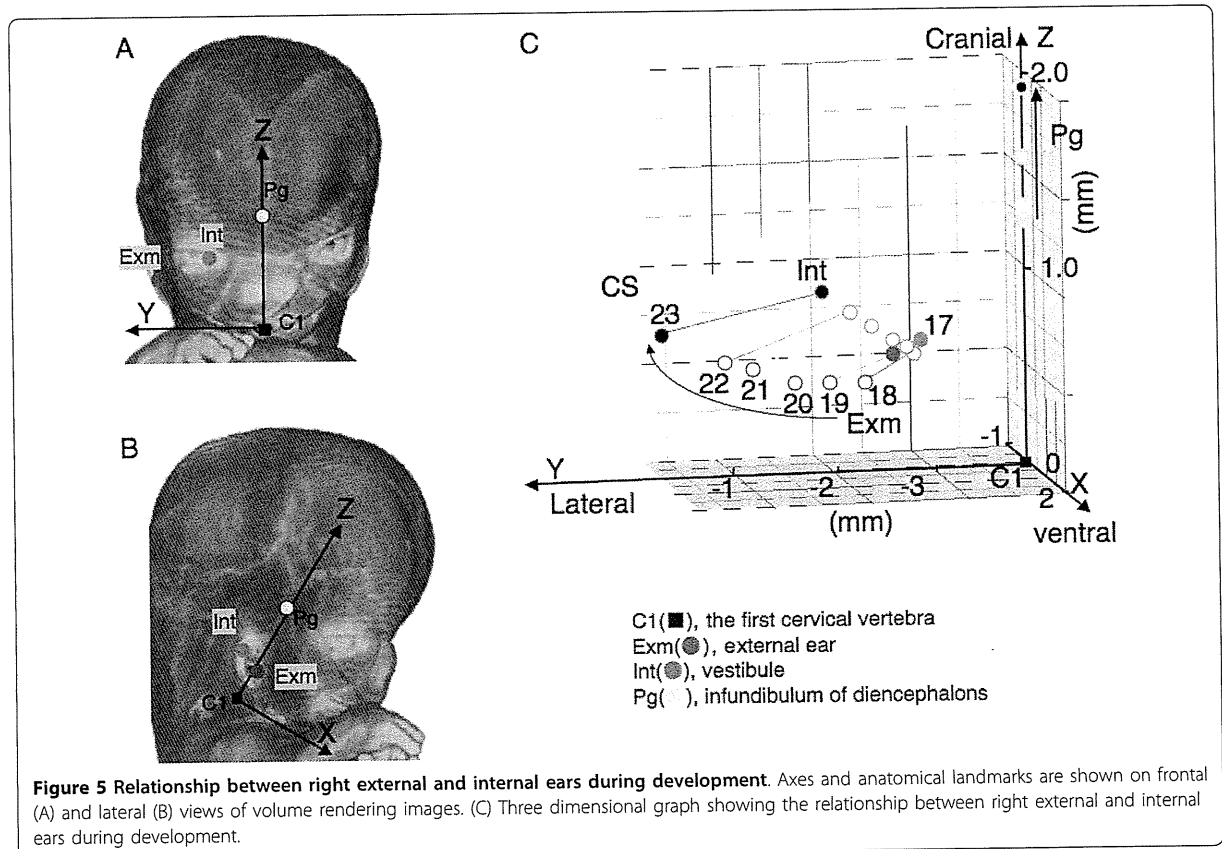 A
Z
Pg
Int
Exm
Y
C1
B
Z
Int
Pg
Exm
C1
X
C
Cranial Z
2.0
Pg
(mm)
1.0
Int
CS
23
17
22 21 20 19 18
Exm
-1
0
Y
C1
X
Lateral
-1 -2 -3
2
(mm)
ventral
C1(■), the first cervical vertebra
Exm(●), external ear
Int(●), vestibule
Pg( ), infundibulum of diencephalons
Figure 5 Relationship between right external and internal ears during development. Axes and anatomical landmarks are shown on frontal
(A) and lateral (B) views of volume rendering images. (C) Three dimensional graph showing the relationship between right external and internal
ears during development.